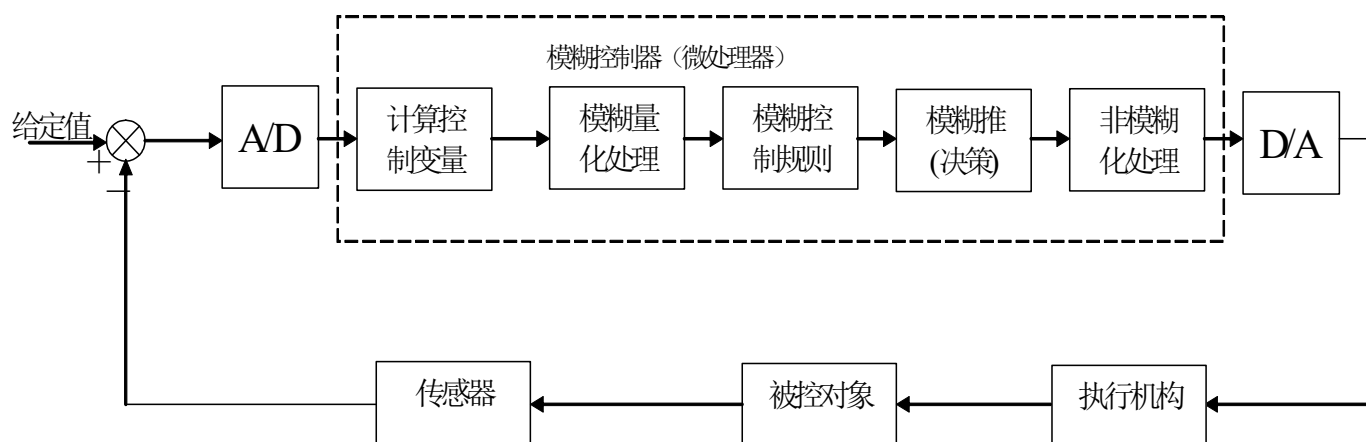 模糊控制器（微处理器）
给定值
+
−
A/D
计算控
制变量
模糊量
化处理
模糊控
制规则
模糊推
(决策)
非模糊
化处理
D/A
传感器
被控对象
执行机构